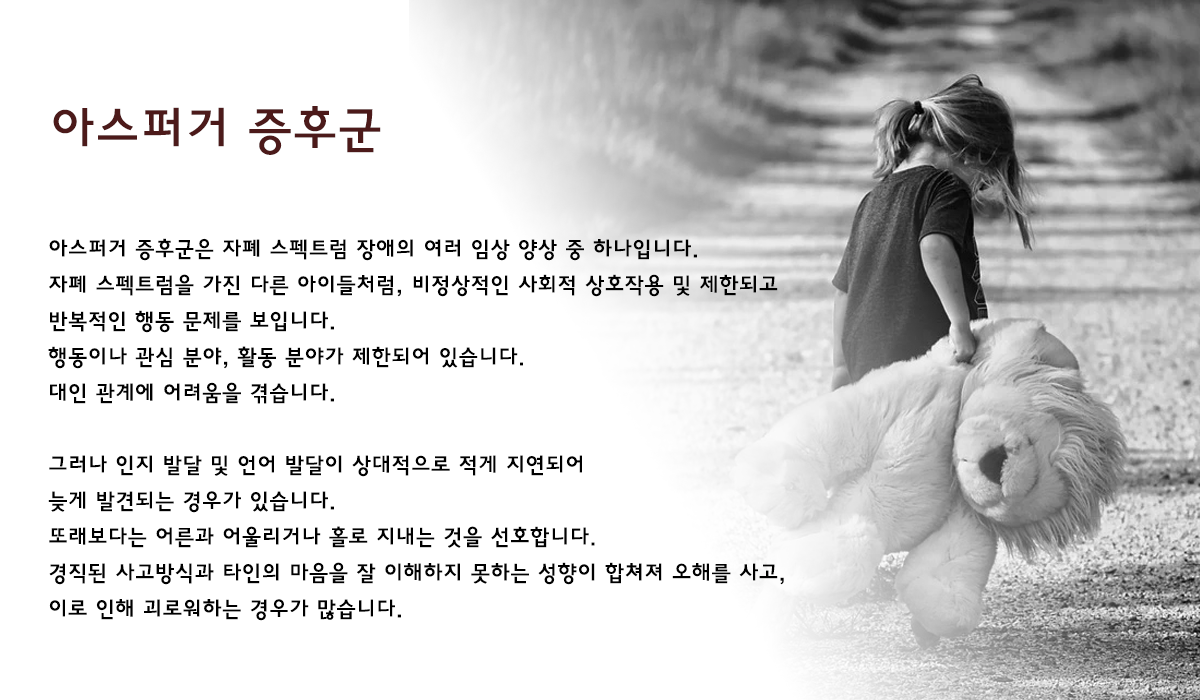 아스퍼거 증후군
아스퍼거 증후군은 자폐 스펙트럼 장애의 여러 임상 양상 중 하나입니다.
자폐 스펙트럼을 가진 다른 아이들처럼, 비정상적인 사회적 상호작용 및 제한되고
반복적인 행동 문제를 보입니다.
행동이나 관심 분야, 활동 분야가 제한되어 있습니다.
대인 관계에 어려움을 겪습니다.
그러나 인지 발달 및 언어 발달이 상대적으로 적게 지연되어
늦게 발견되는 경우가 있습니다.
또래보다는 어른과 어울리거나 홀로 지내는 것을 선호합니다.
경직된 사고방식과 타인의 마음을 잘 이해하지 못하는 성향이 합쳐져 오해를 사고,
이로 인해 괴로워하는 경우가 많습니다.